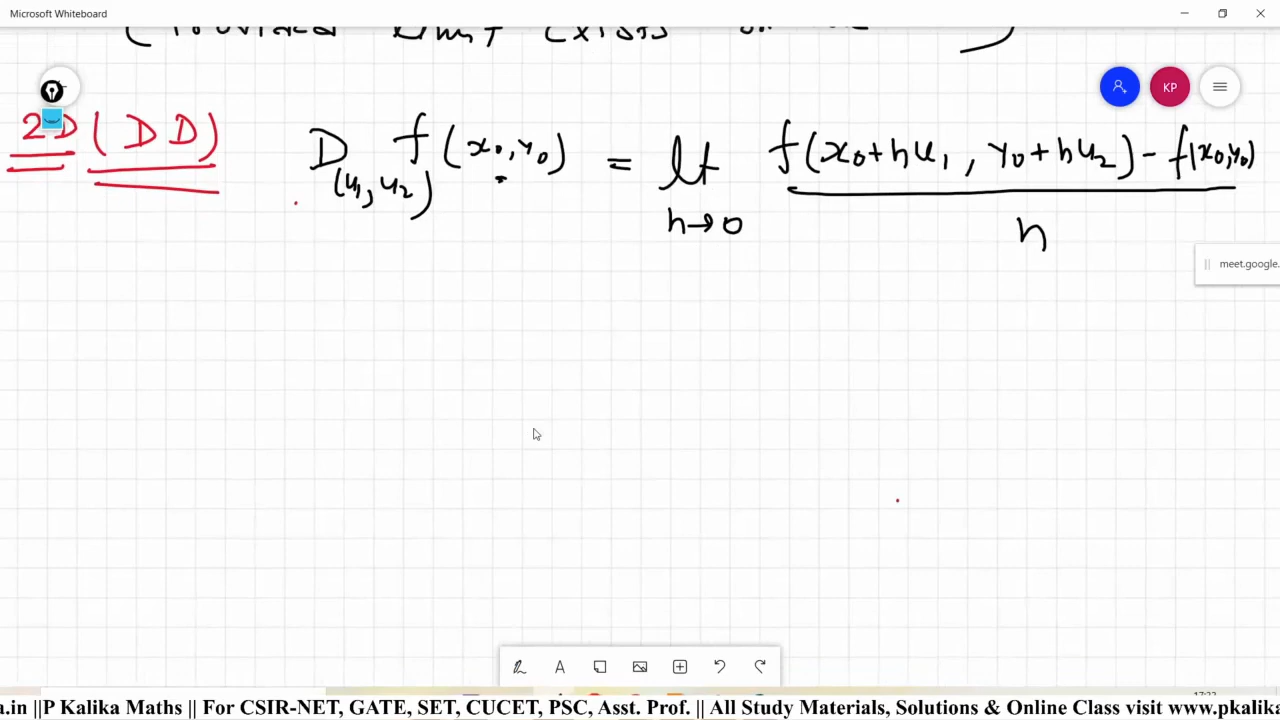 Microsoft Whiteboard
exists
KP
2D (DD) D(u₁, u₂) f(x₀, y₀) = lt h→0 f(x₀+hu₁, y₀+hu₂) - f(x₀, y₀)
h
meet.google.
a.in ||P Kalika Maths || For CSIR-NET, GATE, SET, CUCET, PSC, Asst. Prof. || All Study Materials, Solutions & Online Class visit www.pkalika